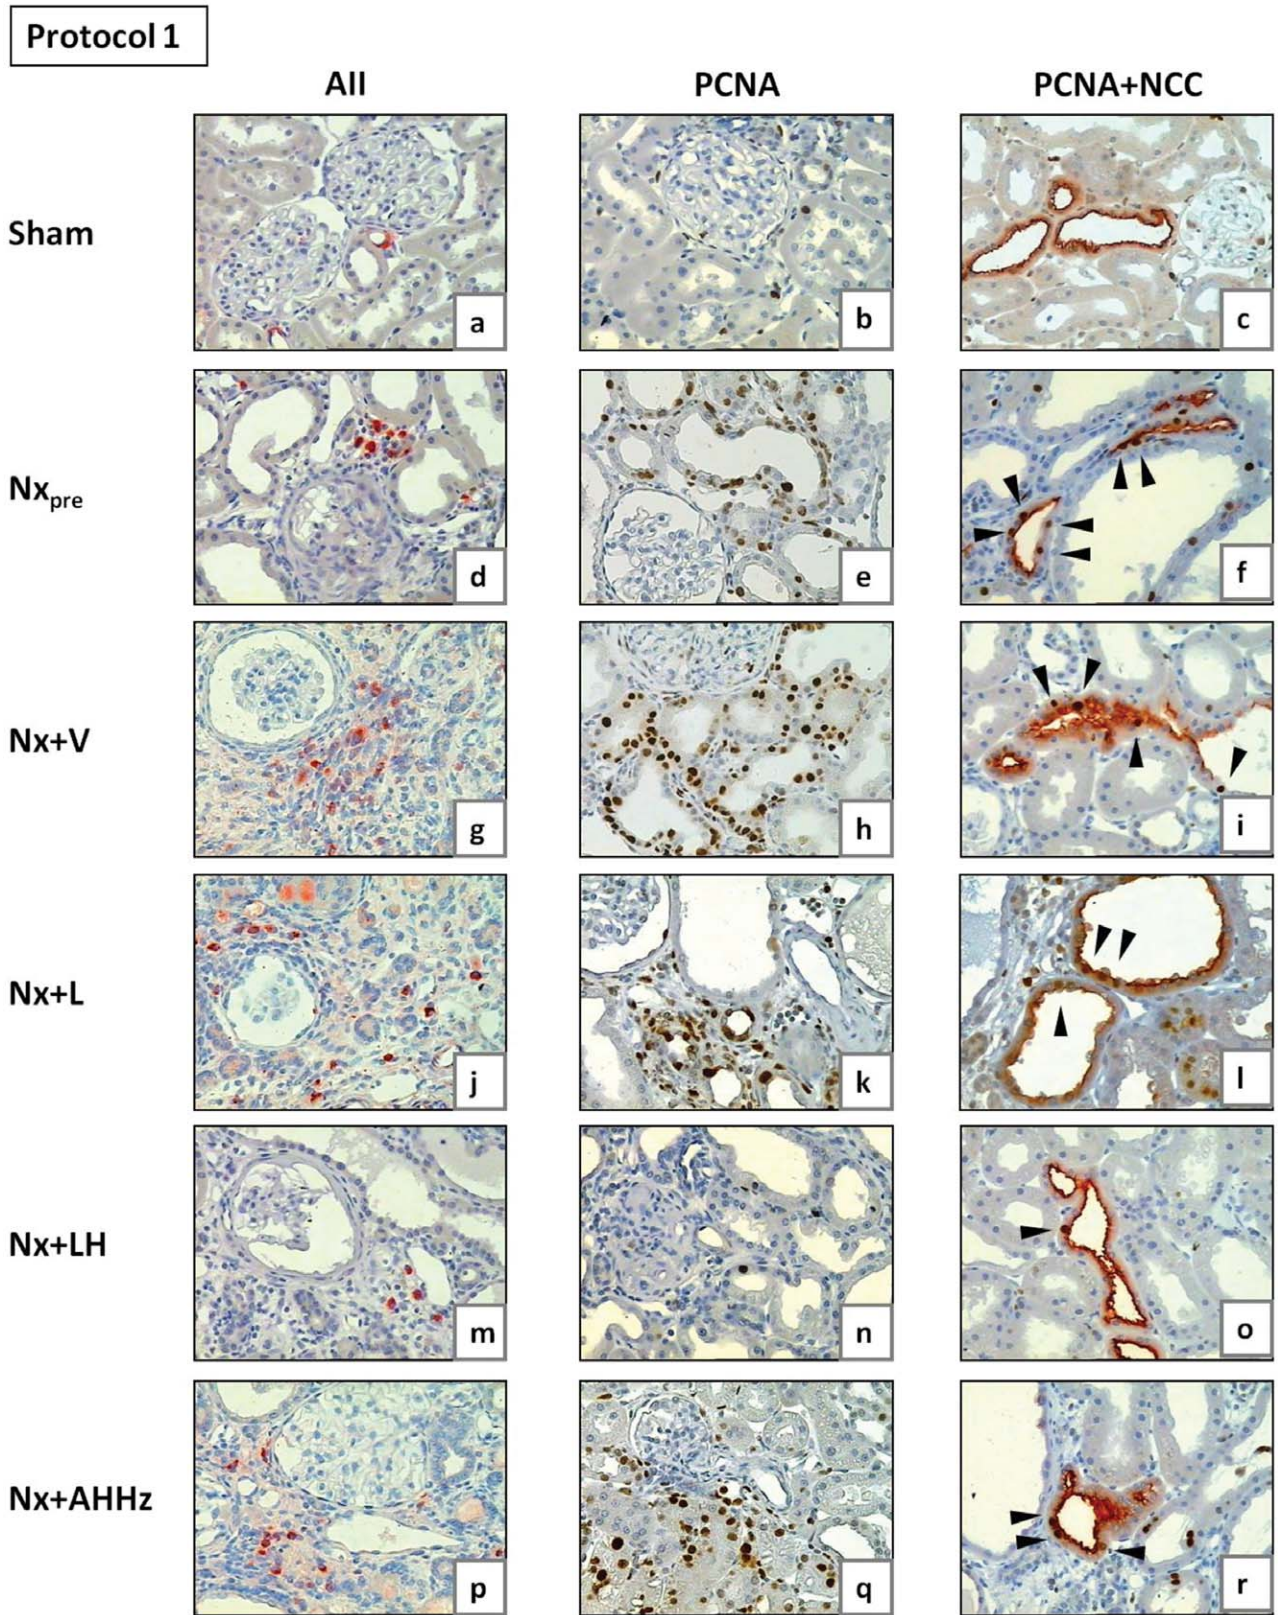 Protocol 1
AII PCNA PCNA+NCC
Sham a b c
Nxpre d e f
Nx+V g h i
Nx+L j k l
Nx+LH m n o
Nx+AHHz p q r